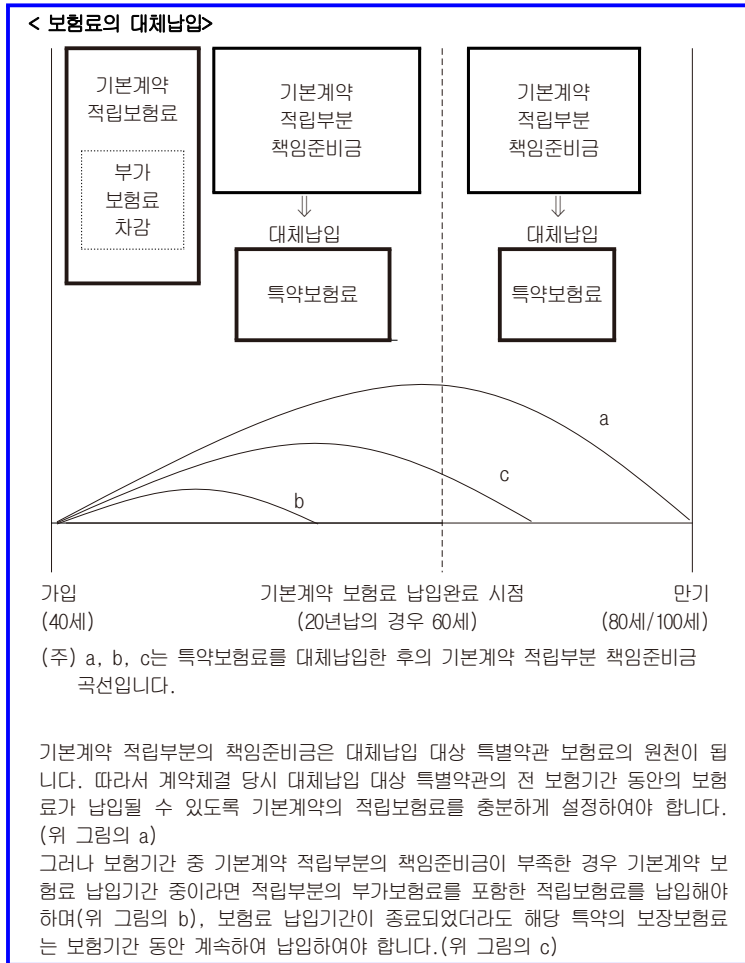 < 보험료의 대체납입>
기본계약
적립보험료
부가
보험료
차감
기본계약
적립부분
책임준비금
⇓
대체납입
특약보험료
기본계약
적립부분
책임준비금
⇓
대체납입
특약보험료
a
c
b
가입
(40세)
기본계약 보험료 납입완료 시점
(20년납의 경우 60세)
만기
(80세/100세)
(주) a, b, c는 특약보험료를 대체납입한 후의 기본계약 적립부분 책임준비금
곡선입니다.
기본계약 적립부분의 책임준비금은 대체납입 대상 특별약관 보험료의 원천이 됩
니다. 따라서 계약체결 당시 대체납입 대상 특별약관의 전 보험기간 동안의 보험
료가 납입될 수 있도록 기본계약의 적립보험료를 충분하게 설정하여야 합니다.
(위 그림의 a)
그러나 보험기간 중 기본계약 적립부분의 책임준비금이 부족한 경우 기본계약 보
험료 납입기간 중이라면 적립부분의 부가보험료를 포함한 적립보험료를 납입해야
하며(위 그림의 b), 보험료 납입기간이 종료되었더라도 해당 특약의 보장보험료
는 보험기간 동안 계속하여 납입하여야 합니다.(위 그림의 c)